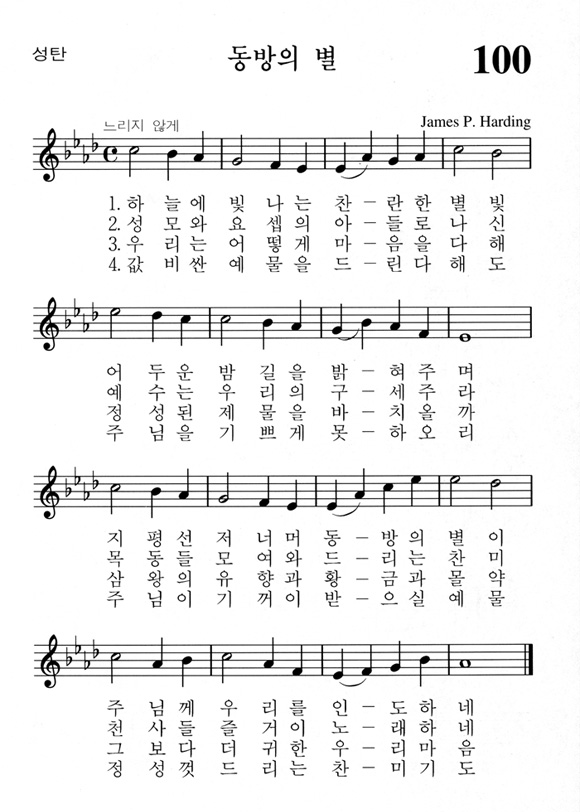 성탄
동방의 별
100
느리지 않게
James P. Harding
1. 하 늘 에 빛 나 는 찬 – 란 한 별 빛
2. 성 모 와 요 셉 의 아 – 들 로 나 신
3. 우 리 는 어 떻 게 마 – 음 을 다 해
4. 값 비 싼 예 물 을 드 – 린 다 해 도
어 두 운 밤 길 을 밝 – 혀 주 며
예 수 는 우 리 의 구 – 세 주 라
정 성 된 제 물 을 바 – 치 올 까
주 님 을 기 쁘 게 못 – 하 오 리
지 평 선 저 너 머 동 – 방 의 별 이
목 동 들 모 여 와 드 – 리 는 찬 미
삼 왕 의 유 향 과 황 – 금 과 몰 약
주 님 이 기 꺼 이 받 – 으 실 예 물
주 님 께 우 리 를 인 – 도 하 네
천 사 들 즐 거 이 노 – 래 하 네
그 보 다 더 귀 한 우 – 리 마 음
정 성 껏 드 리 는 찬 – 미 기 도